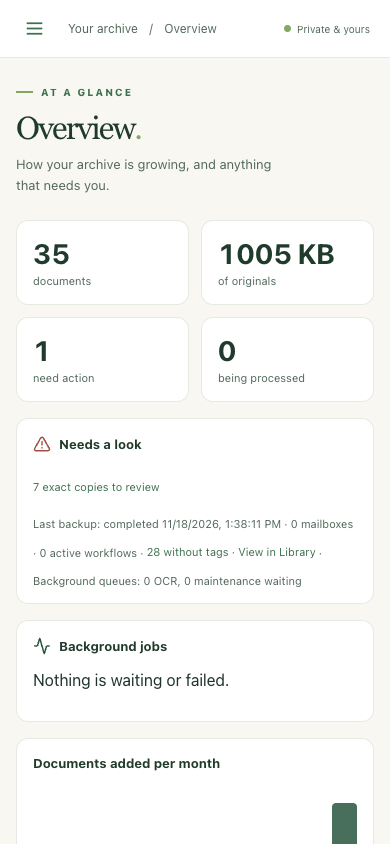 Your archive / Overview
Private & yours
AT A GLANCE
Overview.
How your archive is growing, and anything
that needs you.
35
documents
1005 KB
of originals
1
need action
0
being processed
Needs a look
7 exact copies to review
Last backup: completed 11/18/2026, 1:38:11 PM · 0 mailboxes
· 0 active workflows · 28 without tags · View in Library ·
Background queues: 0 OCR, 0 maintenance waiting
Background jobs
Nothing is waiting or failed.
Documents added per month